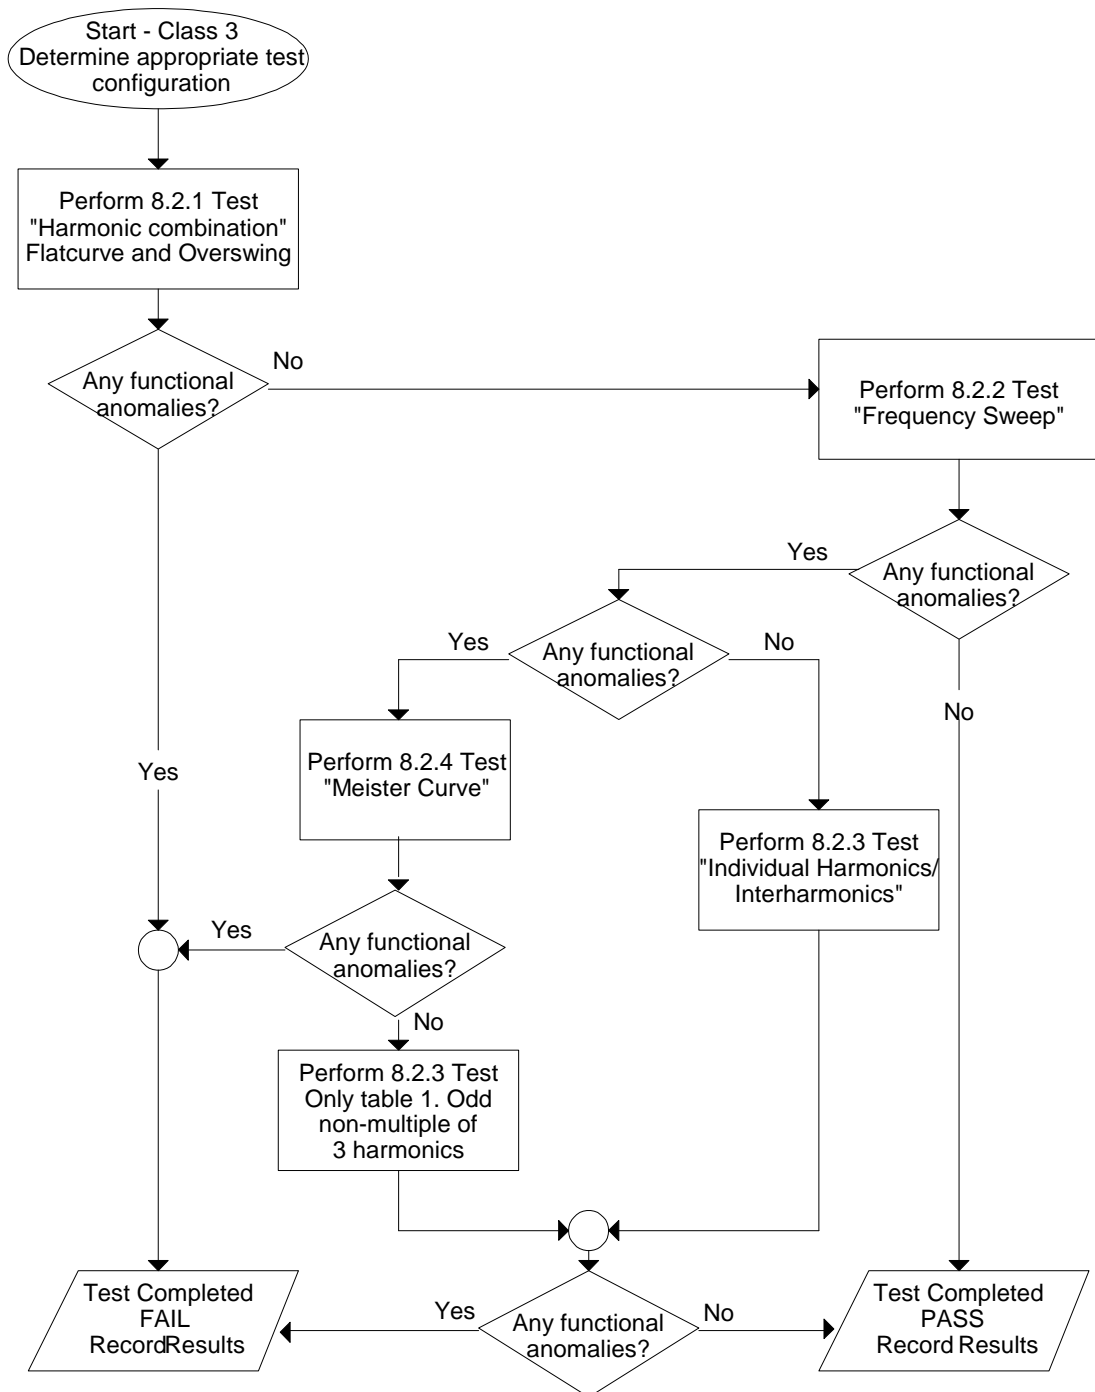 Start - Class 3
Determine appropriate test
configuration
Perform 8.2.1 Test
"Harmonic combination"
Flatcurve and Overswing
Any functional
anomalies?
No
Perform 8.2.2 Test
"Frequency Sweep"
Yes
Any functional
anomalies?
Yes
Any functional
anomalies?
No
No
Perform 8.2.4 Test
"Meister Curve"
Yes
Perform 8.2.3 Test
"Individual Harmonics/
Interharmonics"
Yes
Any functional
anomalies?
No
Perform 8.2.3 Test
Only table 1. Odd
non-multiple of
3 harmonics
Test Completed
FAIL
RecordResults
Yes
Any functional
anomalies?
No
Test Completed
PASS
Record Results